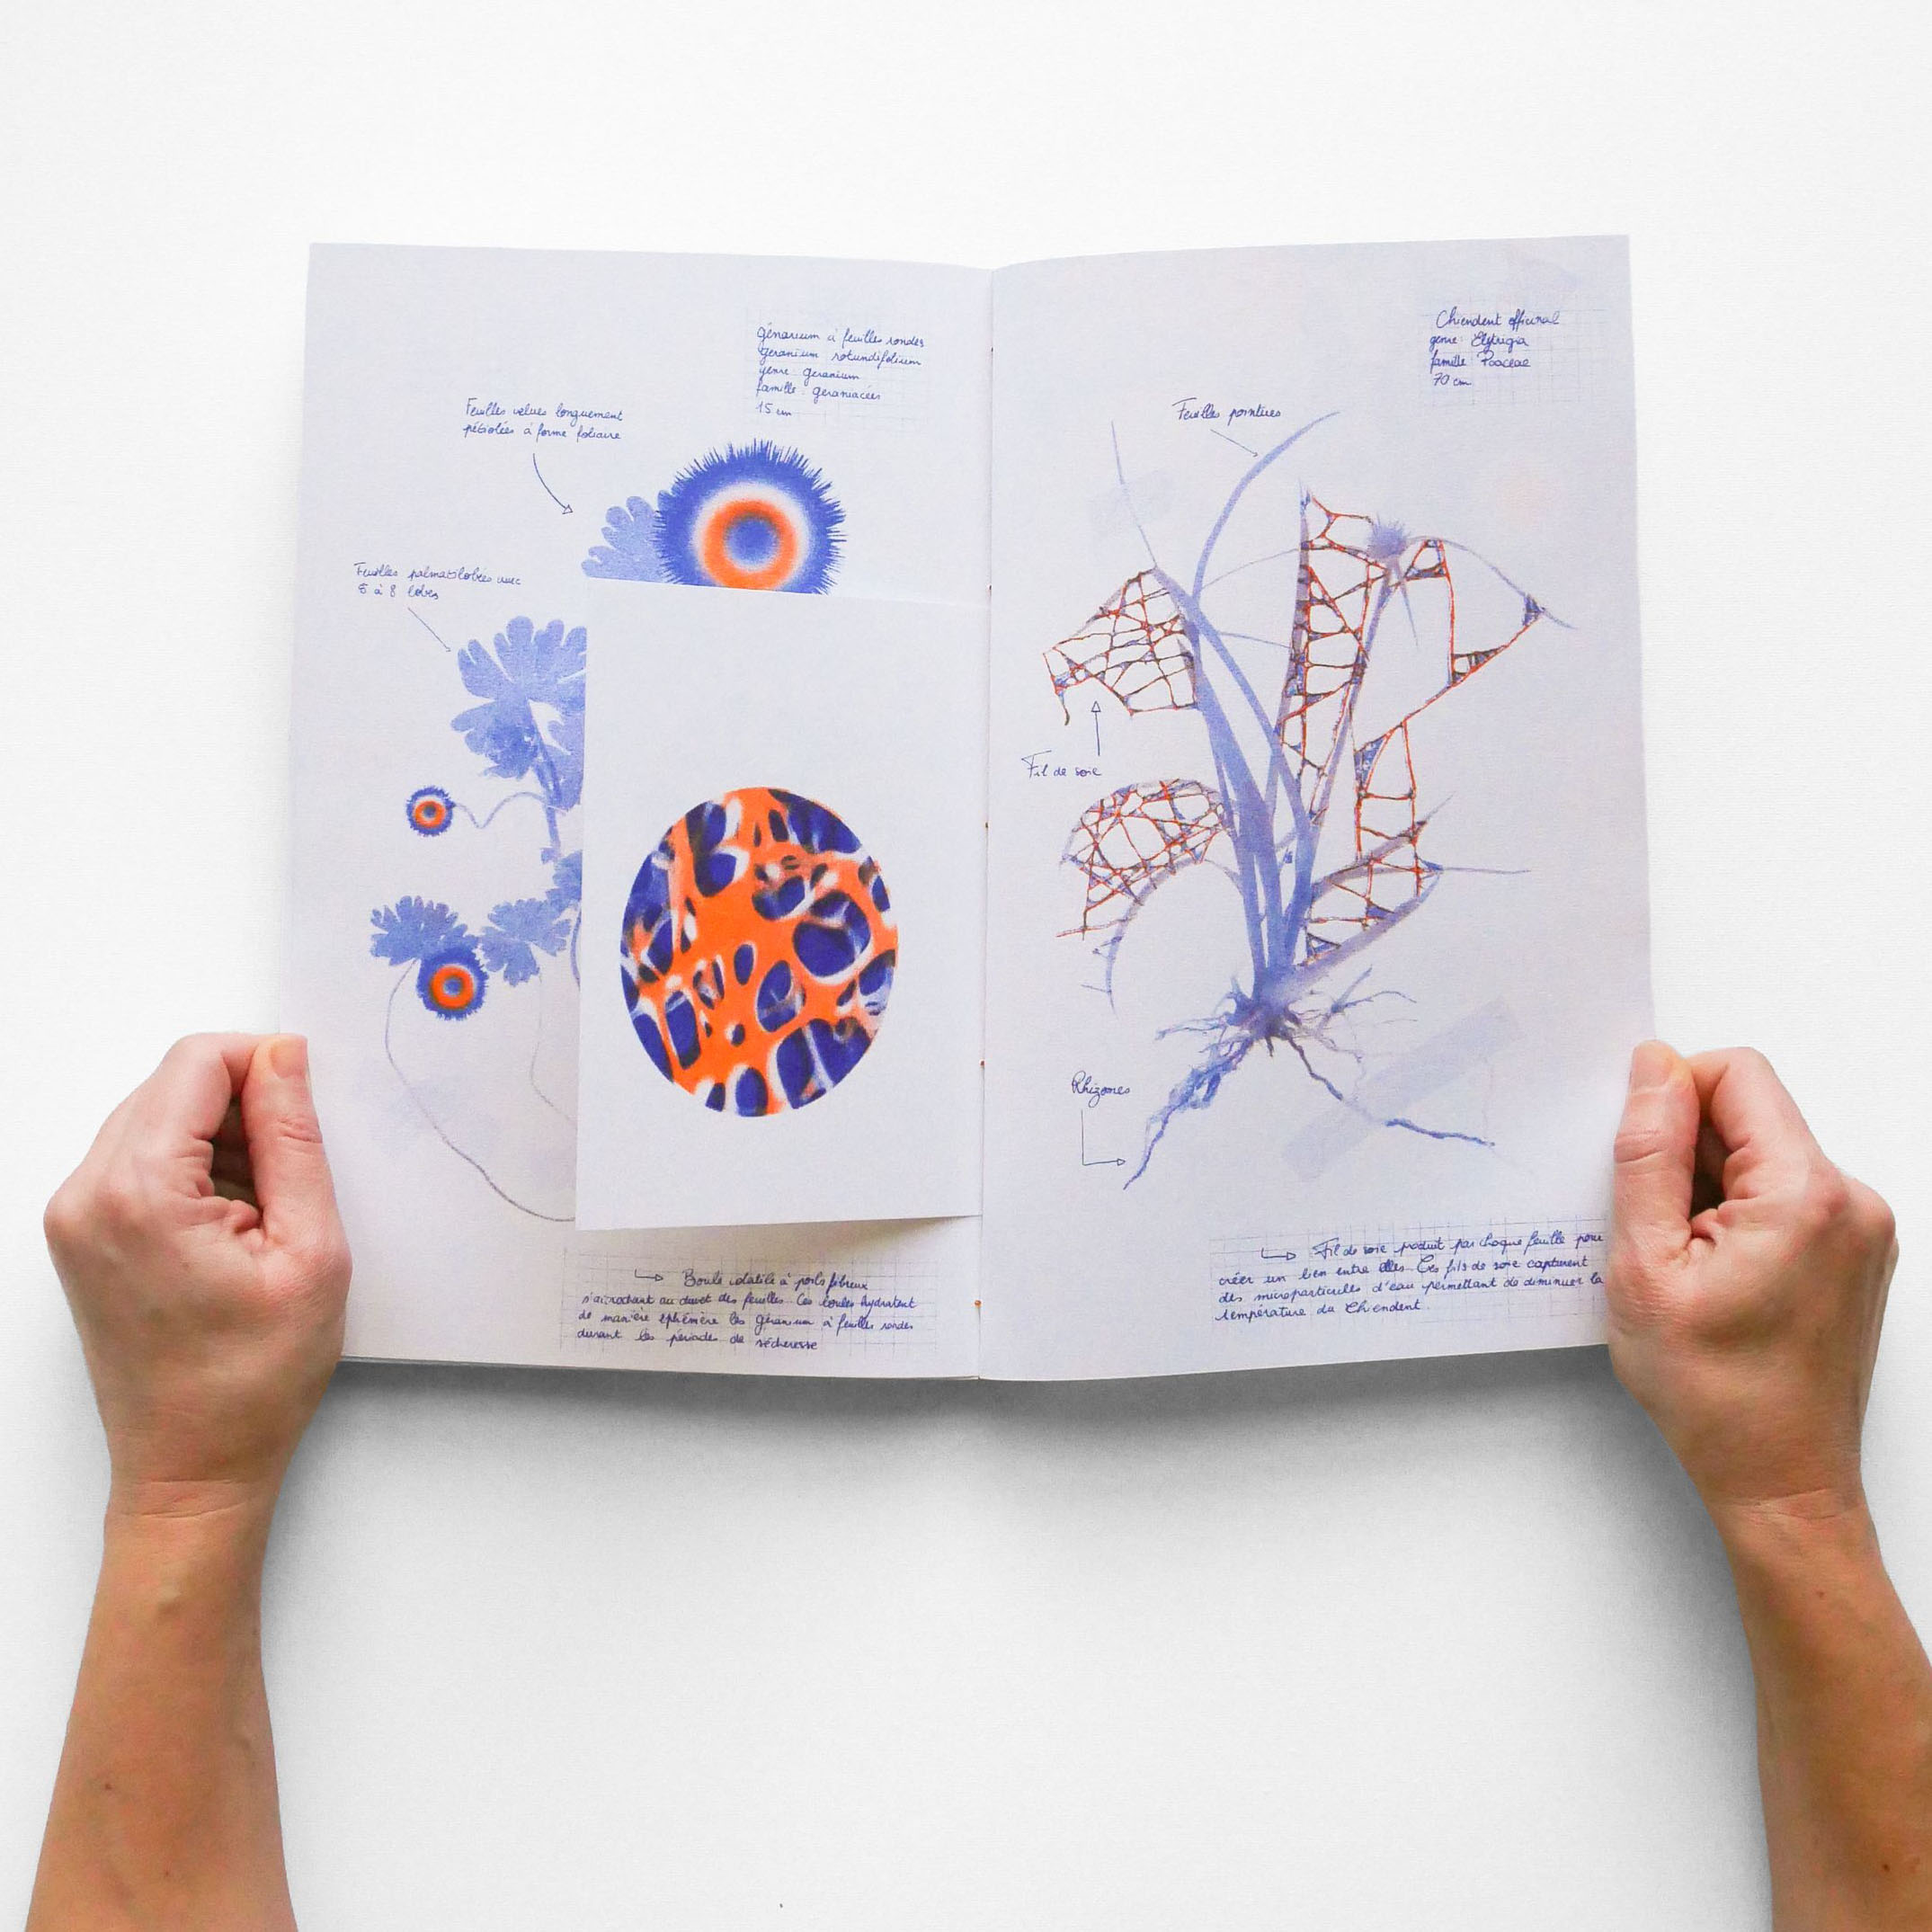 géranium à feuilles rondes
geranium rotundifolium
genre : geranium
famille : géraniacées
15 cm
Feuilles velues longuement
pétiolées à forme foliaire
Feuilles palmatilobées avec
5 à 8 lobes
Boule volatile à poils fibreux
s'accrochant au duvet des feuilles. Ces boules hydratent
de manière éphémère les géranium à feuilles rondes
durant les périodes de sécheresse
Chiendent officinal
genre : Elytrigia
famille : Poaceae
70 cm
Feuilles pointues
Fil de soie
Rhizomes
Fil de soie produit par chaque feuille pour
créer un lien entre elles. Ces fils de soie capturent
des microparticules d'eau permettant de diminuer la
température du Chiendent.